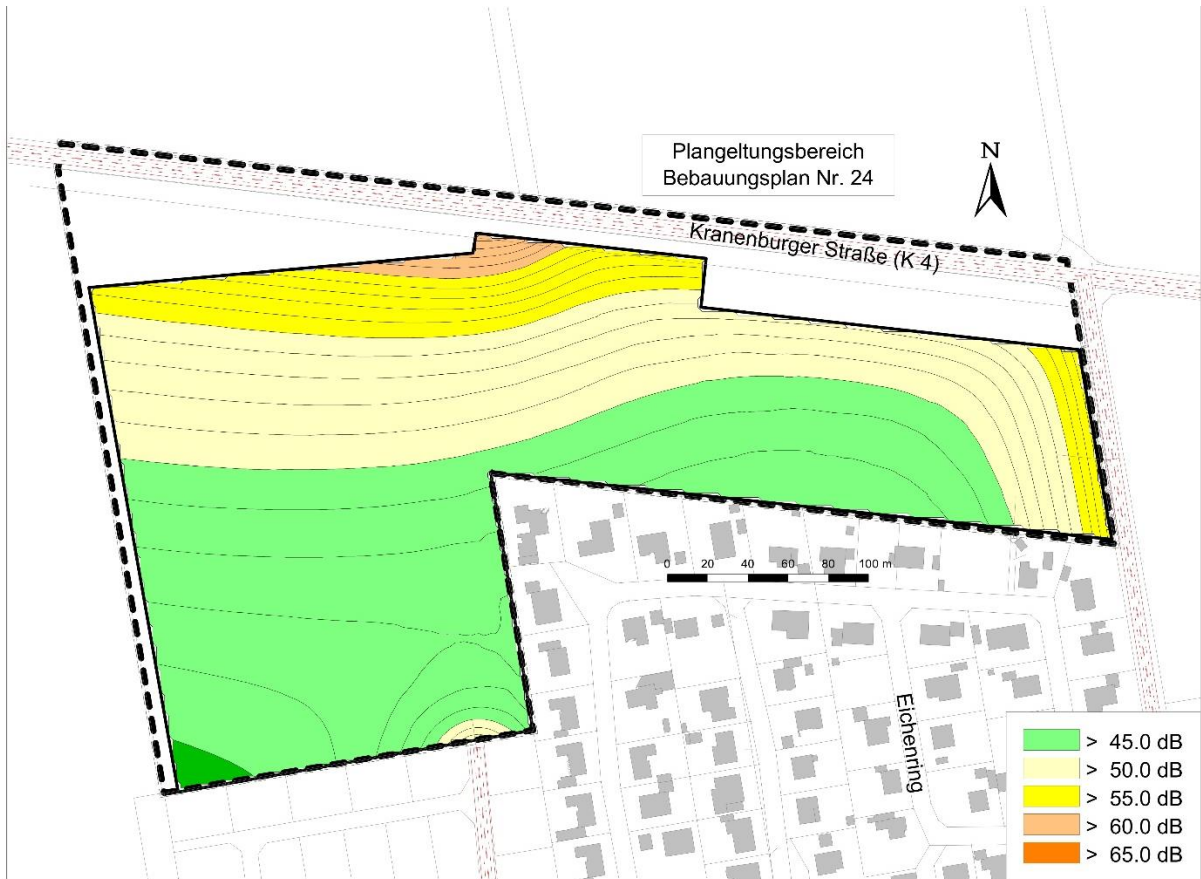 Plangeltungsbereich
Bebauungsplan Nr. 24
N
Kranenburger Straße (K 4)
0 20 40 60 80 100 m
Eichenring
> 45.0 dB
> 50.0 dB
> 55.0 dB
> 60.0 dB
> 65.0 dB